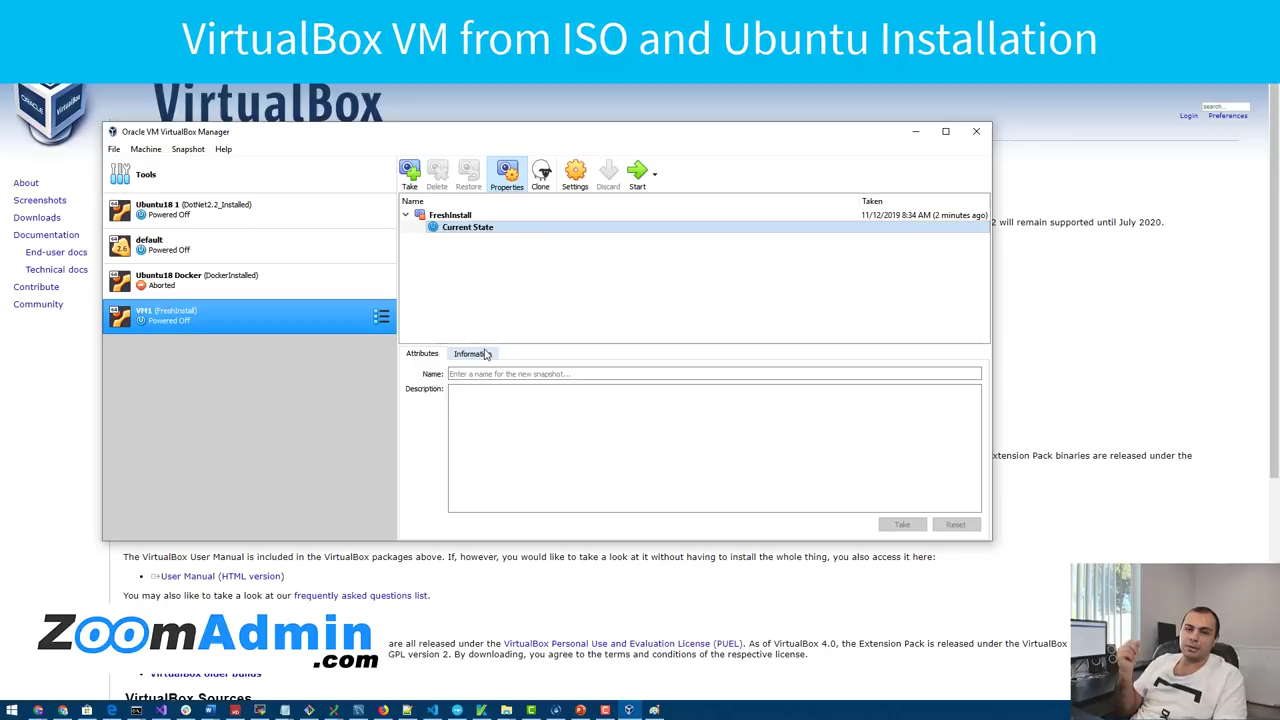 VirtualBox VM from ISO and Ubuntu Installation
VirtualBox
search...
Login Preferences
About
Screenshots
Downloads
Documentation
End-user docs
Technical docs
Contribute
Community
Oracle VM VirtualBox Manager
File Machine Snapshot Help
Tools
Take Delete Restore Properties Clone Settings Discard Start
Ubuntu18 1 (DotNet2.2_Installed)
Powered Off
default
Powered Off
Ubuntu18 Docker (DockerInstalled)
Aborted
VM1 (FreshInstall)
Powered Off
Name Taken
FreshInstall 11/12/2019 8:34 AM (2 minutes ago)
Current State
Attributes Information
Name: Enter a name for the new snapshot...
Description:
Take Reset
2 will remain supported until July 2020.
xtension Pack binaries are released under the
The VirtualBox User Manual is included in the VirtualBox packages above. If, however, you would like to take a look at it without having to install the whole thing, you also access it here:
User Manual (HTML version)
You may also like to take a look at our frequently asked questions list.
ZoomAdmin
.com
are all released under the VirtualBox Personal Use and Evaluation License (PUEL). As of VirtualBox 4.0, the Extension Pack is released under the VirtualBox
GPL version 2. By downloading, you agree to the terms and conditions of the respective license.
VirtualBox older builds
VirtualBox Sources